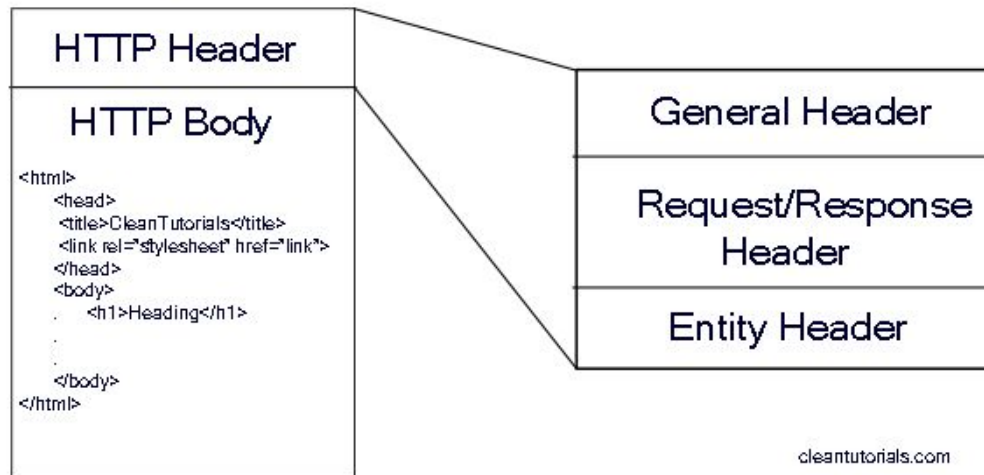 HTTP Header
HTTP Body
<html>
<head>
<title>CleanTutorials</title>
<link rel="stylesheet" href="link">
</head>
<body>
. <h1>Heading</h1>
.
.
</body>
</html>
General Header
Request/Response
Header
Entity Header
cleantutorials.com